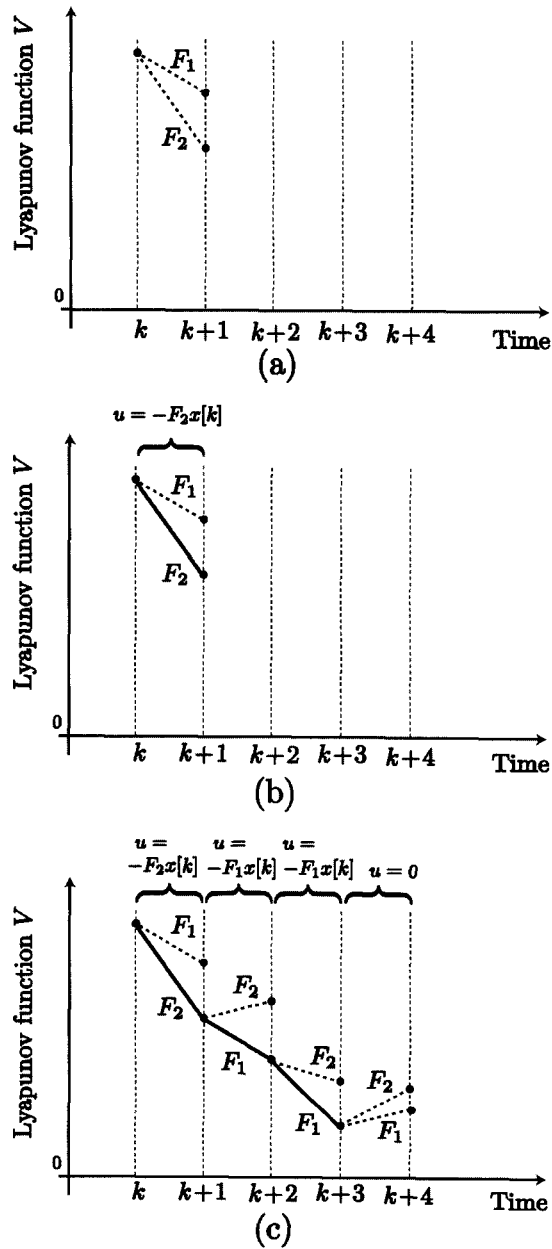 Lyapunov function V
F₁
F₂
0
k k+1 k+2 k+3 k+4 Time
(a)
u = −F₂x[k]
Lyapunov function V
F₁
F₂
0
k k+1 k+2 k+3 k+4 Time
(b)
u = u = u =
−F₂x[k] −F₁x[k] −F₁x[k] u = 0
Lyapunov function V
F₁
F₂ F₂
F₁ F₂ F₂
F₁ F₁
0
k k+1 k+2 k+3 k+4 Time
(c)